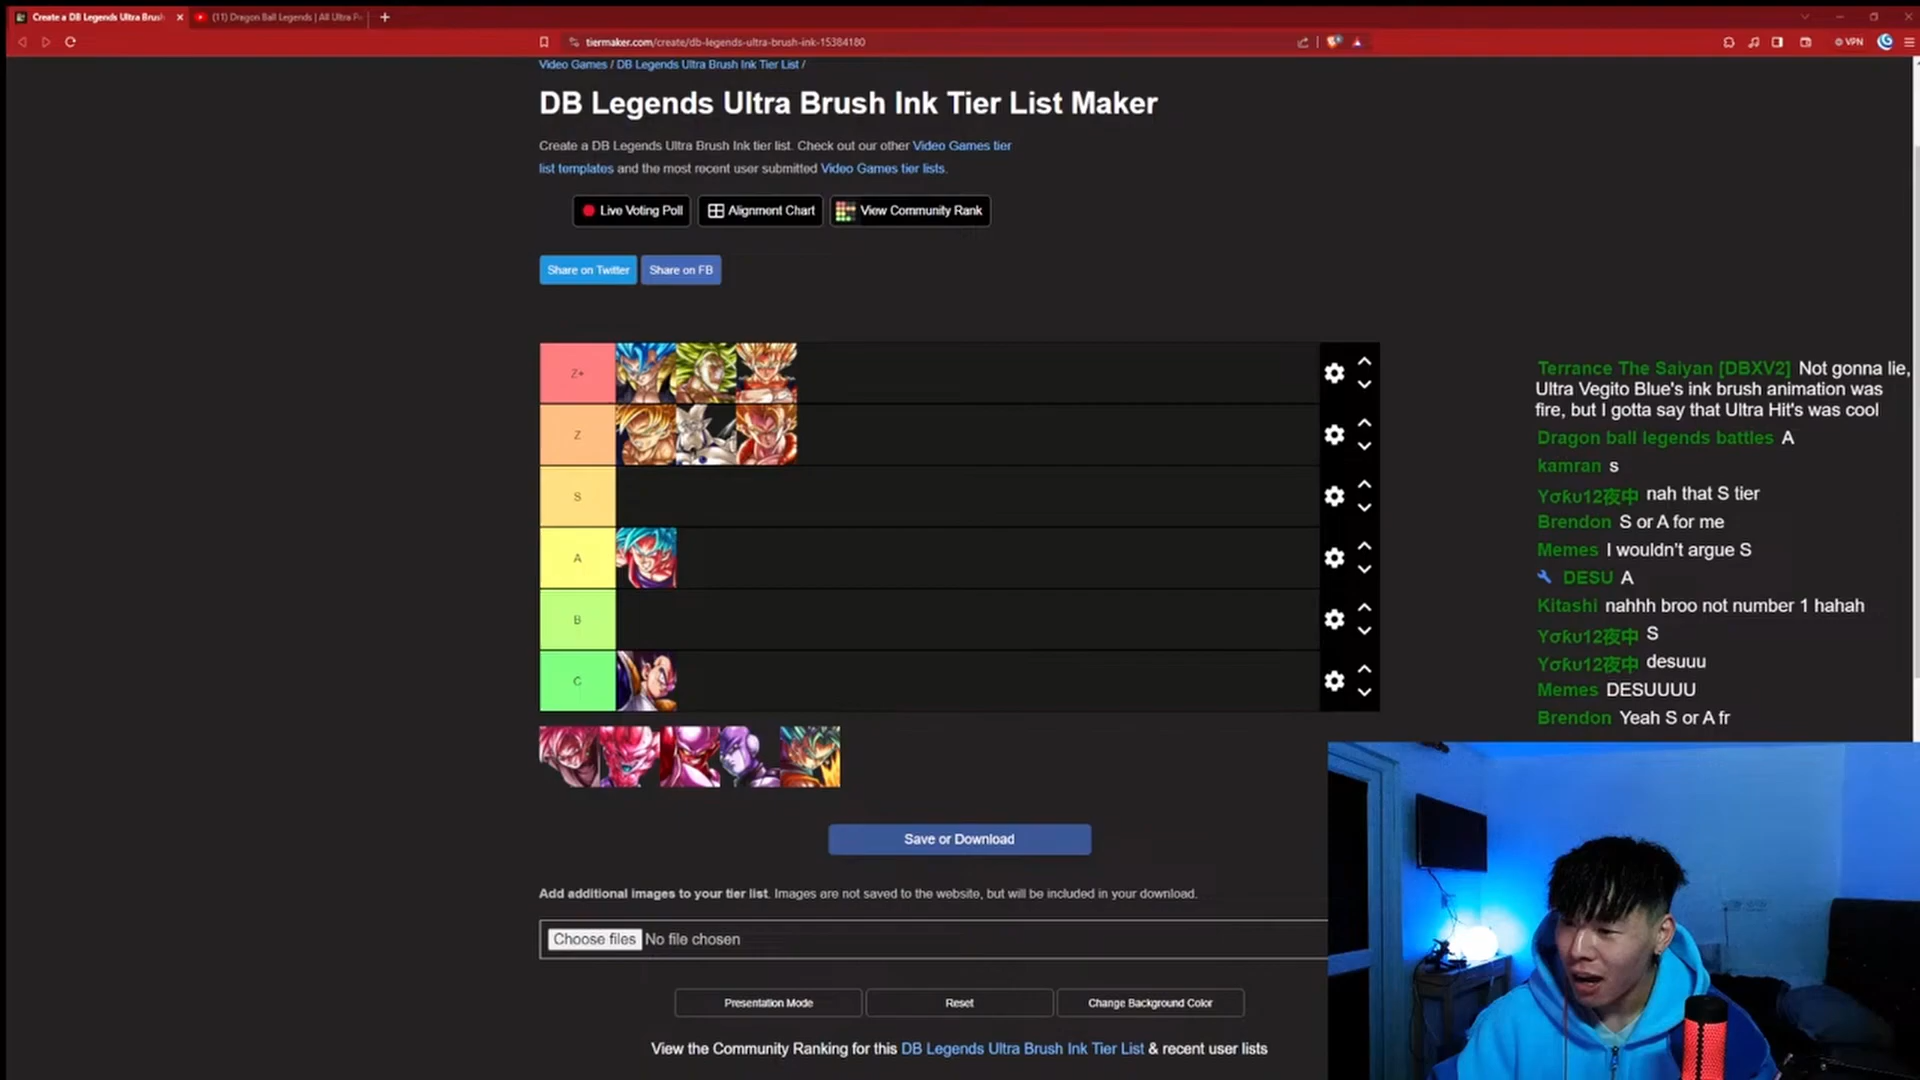 Create a DB Legends Ultra Brush
(11) Dragon Ball Legends | All Ultra P
tiermaker.com/create/db-legends-ultra-brush-ink-15384180
VPN
Video Games / DB Legends Ultra Brush Ink Tier List /
DB Legends Ultra Brush Ink Tier List Maker
Create a DB Legends Ultra Brush Ink tier list. Check out our other Video Games tier
list templates and the most recent user submitted Video Games tier lists.
Live Voting Poll
Alignment Chart
View Community Rank
Share on Twitter
Share on FB
Z+
Z
S
A
B
C
Terrance The Saiyan [DBXV2] Not gonna lie,
Ultra Vegito Blue's ink brush animation was
fire, but I gotta say that Ultra Hit's was cool
Dragon ball legends battles A
kamran s
Yσƙυ12夜中 nah that S tier
Brendon S or A for me
Memes I wouldn't argue S
DESU A
Kitashi nahhh broo not number 1 hahah
Yσƙυ12夜中 S
Yσƙυ12夜中 desuuu
Memes DESUUUU
Brendon Yeah S or A fr
Save or Download
Add additional images to your tier list. Images are not saved to the website, but will be included in your download.
Choose files No file chosen
Presentation Mode
Reset
Change Background Color
View the Community Ranking for this DB Legends Ultra Brush Ink Tier List & recent user lists